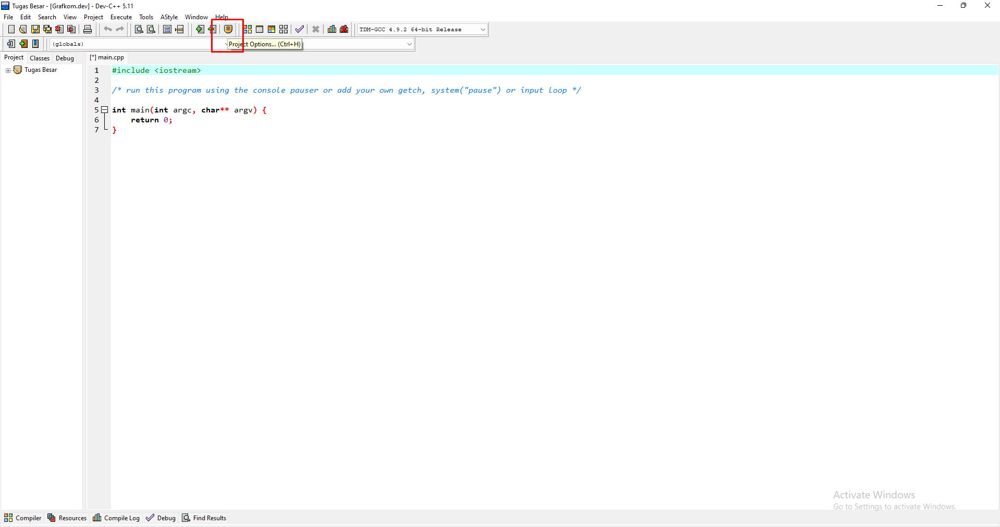 Tugas Besar - [Grafkom.dev] - Dev-C++ 5.11
File Edit Search View Project Execute Tools AStyle Window Help
TDM-GCC 4.9.2 64-bit Release
(globals)
Project Options... (Ctrl+H)
Project Classes Debug
[*] main.cpp
Tugas Besar
1 #include <iostream>
2
3 /* run this program using the console pauser or add your own getch, system("pause") or input loop */
4
5 int main(int argc, char** argv) {
6 return 0;
7 }
Activate Windows
Go to Settings to activate Windows.
Compiler Resources Compile Log Debug Find Results